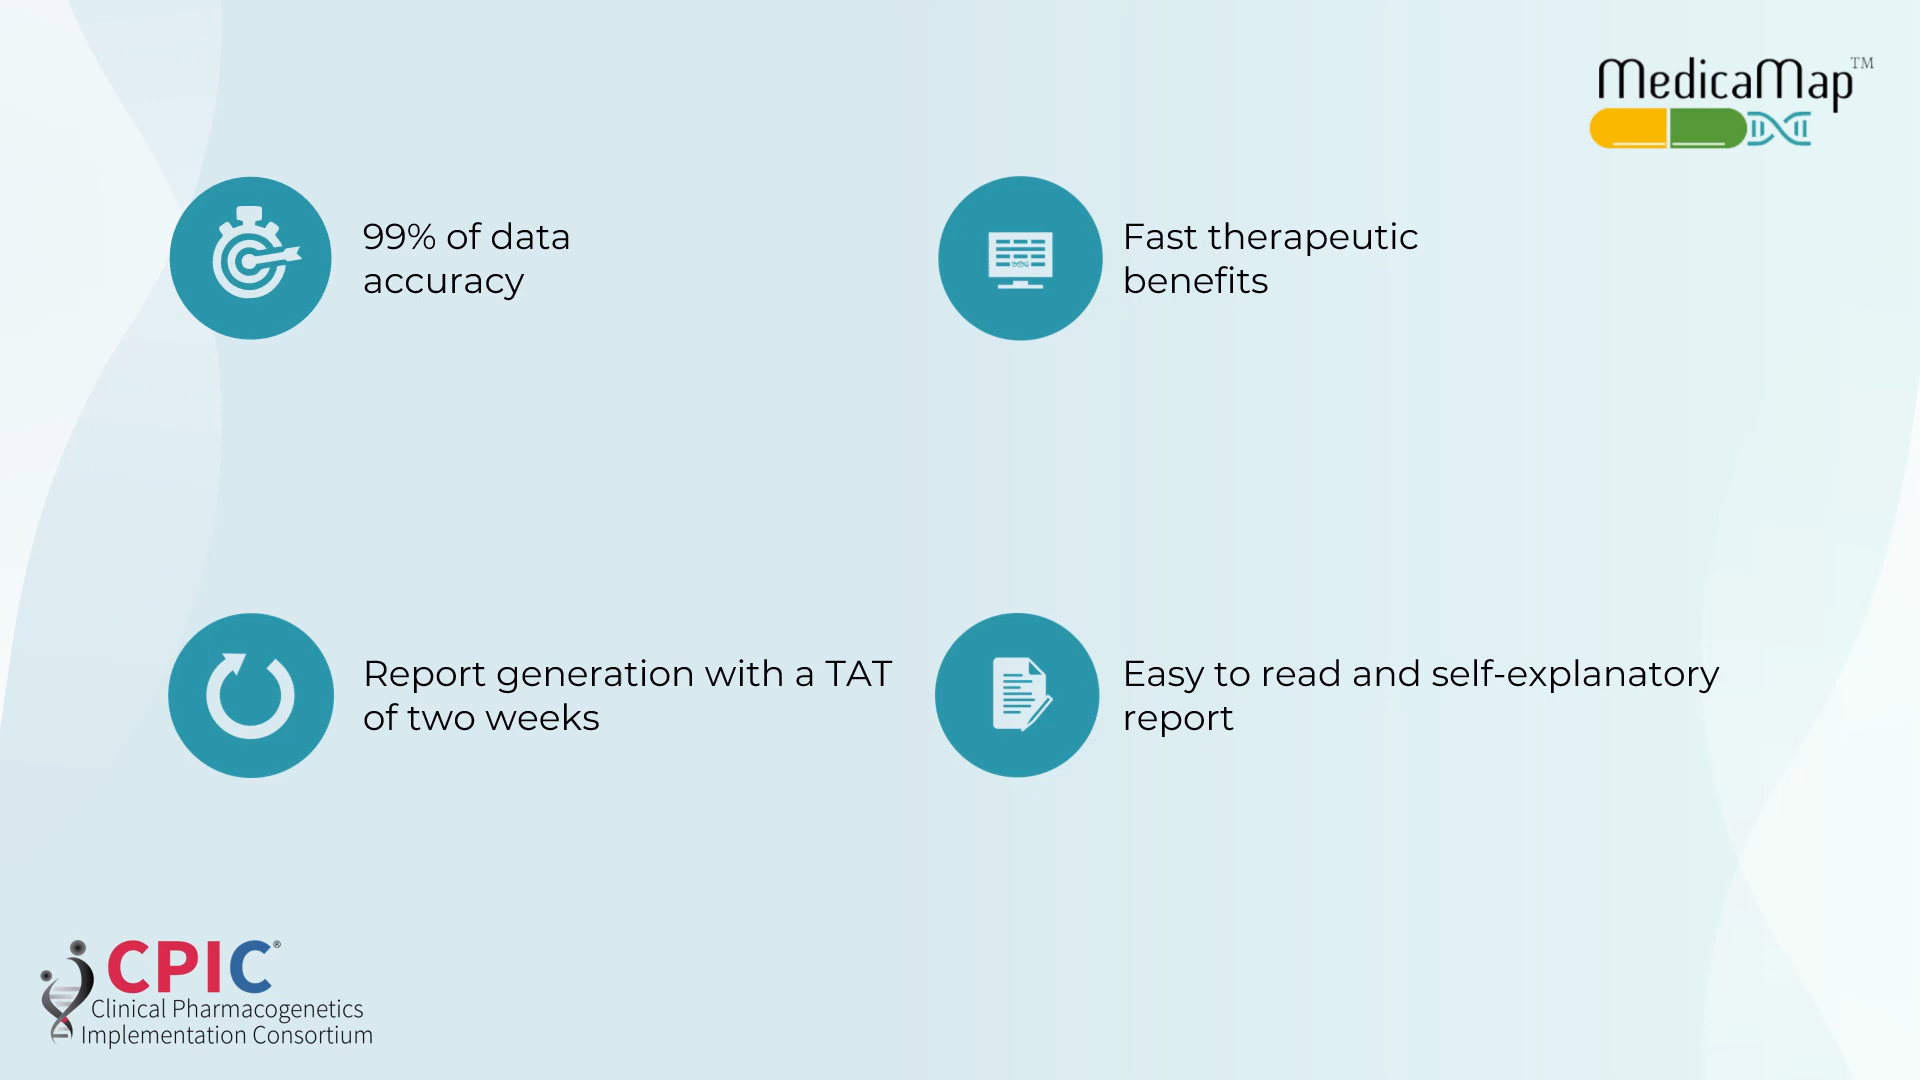 MedicaMap™
99% of data
accuracy
Fast therapeutic
benefits
Report generation with a TAT
of two weeks
Easy to read and self-explanatory
report
CPIC®
Clinical Pharmacogenetics
Implementation Consortium